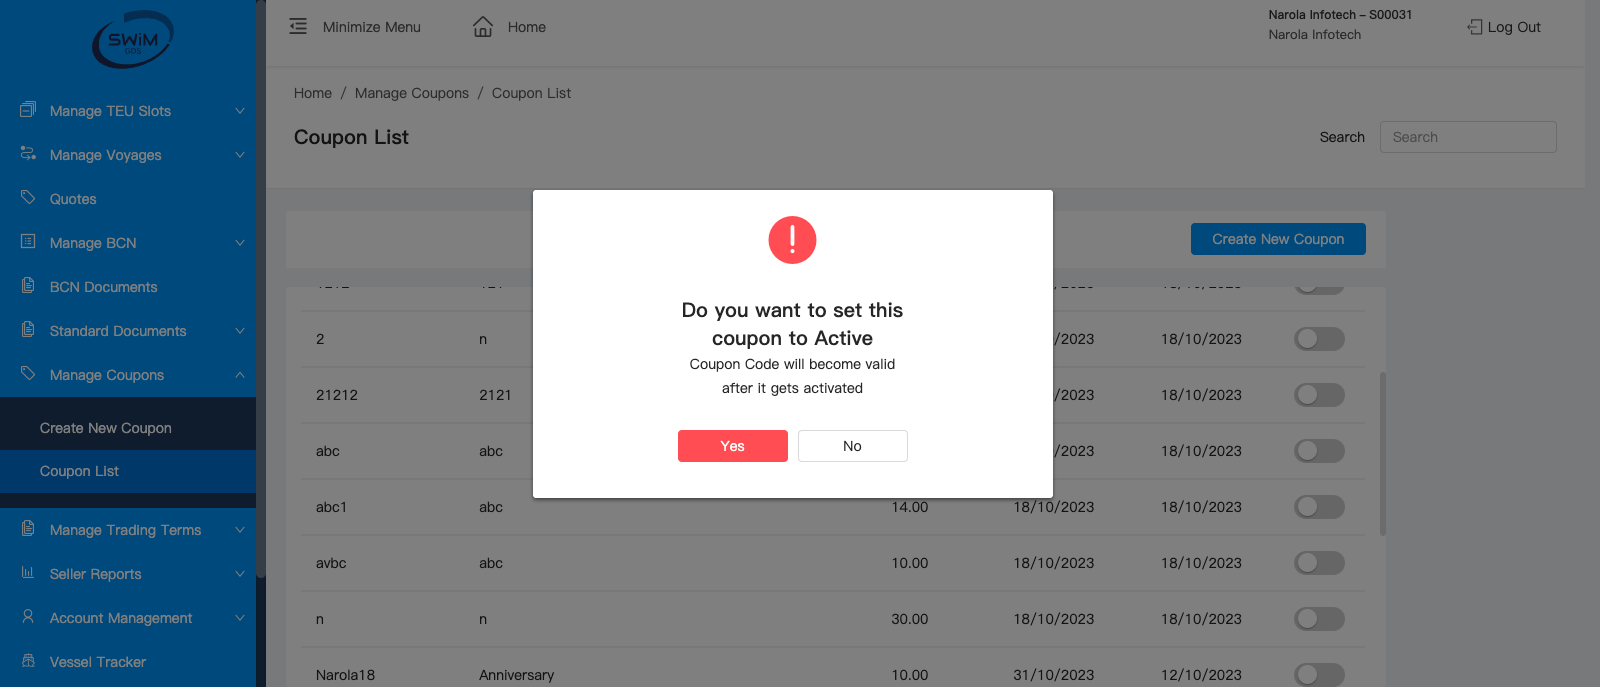 SWiM
GDS
Minimize Menu
Home
Narola Infotech – S00031
Narola Infotech
Log Out
Manage TEU Slots
Manage Voyages
Quotes
Manage BCN
BCN Documents
Standard Documents
Manage Coupons
Create New Coupon
Coupon List
Manage Trading Terms
Seller Reports
Account Management
Vessel Tracker
Home / Manage Coupons / Coupon List
Coupon List
Search
Search
Create New Coupon
2 n /2023 18/10/2023
21212 2121 /2023 18/10/2023
abc abc /2023 18/10/2023
abc1 abc 14.00 18/10/2023 18/10/2023
avbc abc 10.00 18/10/2023 18/10/2023
n n 30.00 18/10/2023 18/10/2023
Narola18 Anniversary 10.00 31/10/2023 12/10/2023
Do you want to set this
coupon to Active
Coupon Code will become valid
after it gets activated
Yes
No